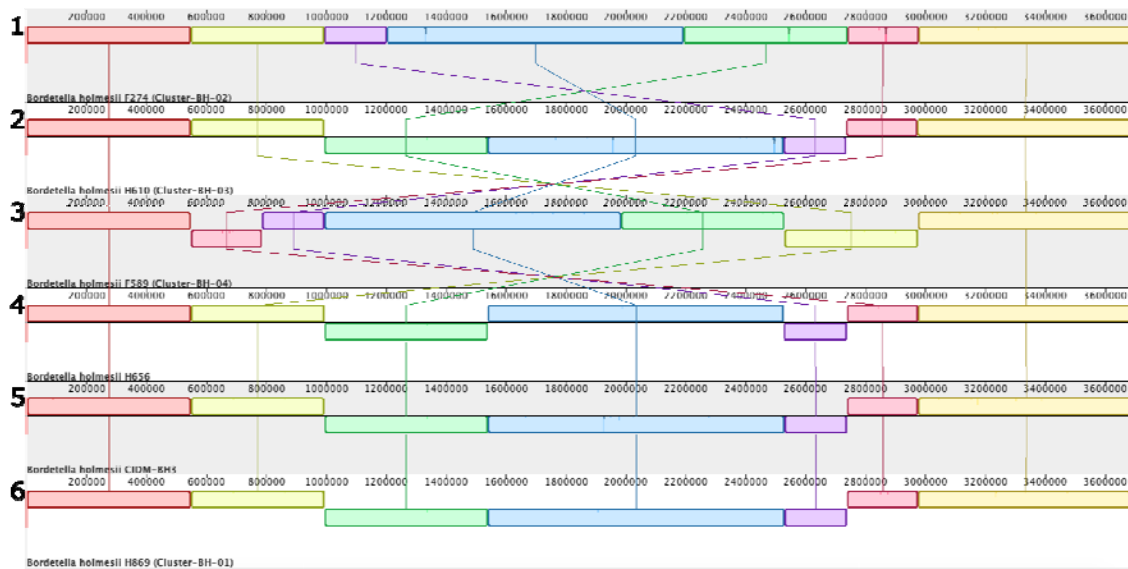 200000 400000 600000 800000 1000000 1200000 1400000 1600000 1800000 2000000 2200000 2400000 2600000 2800000 3000000 3200000 3400000 3600000
1
Bordetella holmesii F274 (Cluster-BH-02)
200000 400000 600000 800000 1000000 1200000 1400000 1600000 1800000 2000000 2200000 2400000 2600000 2800000 3000000 3200000 3400000 3600000
2
Bordetella holmesii H610 (Cluster-BH-03)
200000 400000 600000 800000 1000000 1200000 1400000 1600000 1800000 2000000 2200000 2400000 2600000 2800000 3000000 3200000 3400000 3600000
3
Bordetella holmesii F589 (Cluster-BH-04)
200000 400000 600000 800000 1000000 1200000 1400000 1600000 1800000 2000000 2200000 2400000 2600000 2800000 3000000 3200000 3400000 3600000
4
Bordetella holmesii H656
200000 400000 600000 800000 1000000 1200000 1400000 1600000 1800000 2000000 2200000 2400000 2600000 2800000 3000000 3200000 3400000 3600000
5
Bordetella holmesii CIDM-BH3
200000 400000 600000 800000 1000000 1200000 1400000 1600000 1800000 2000000 2200000 2400000 2600000 2800000 3000000 3200000 3400000 3600000
6
Bordetella holmesii H869 (Cluster-BH-01)